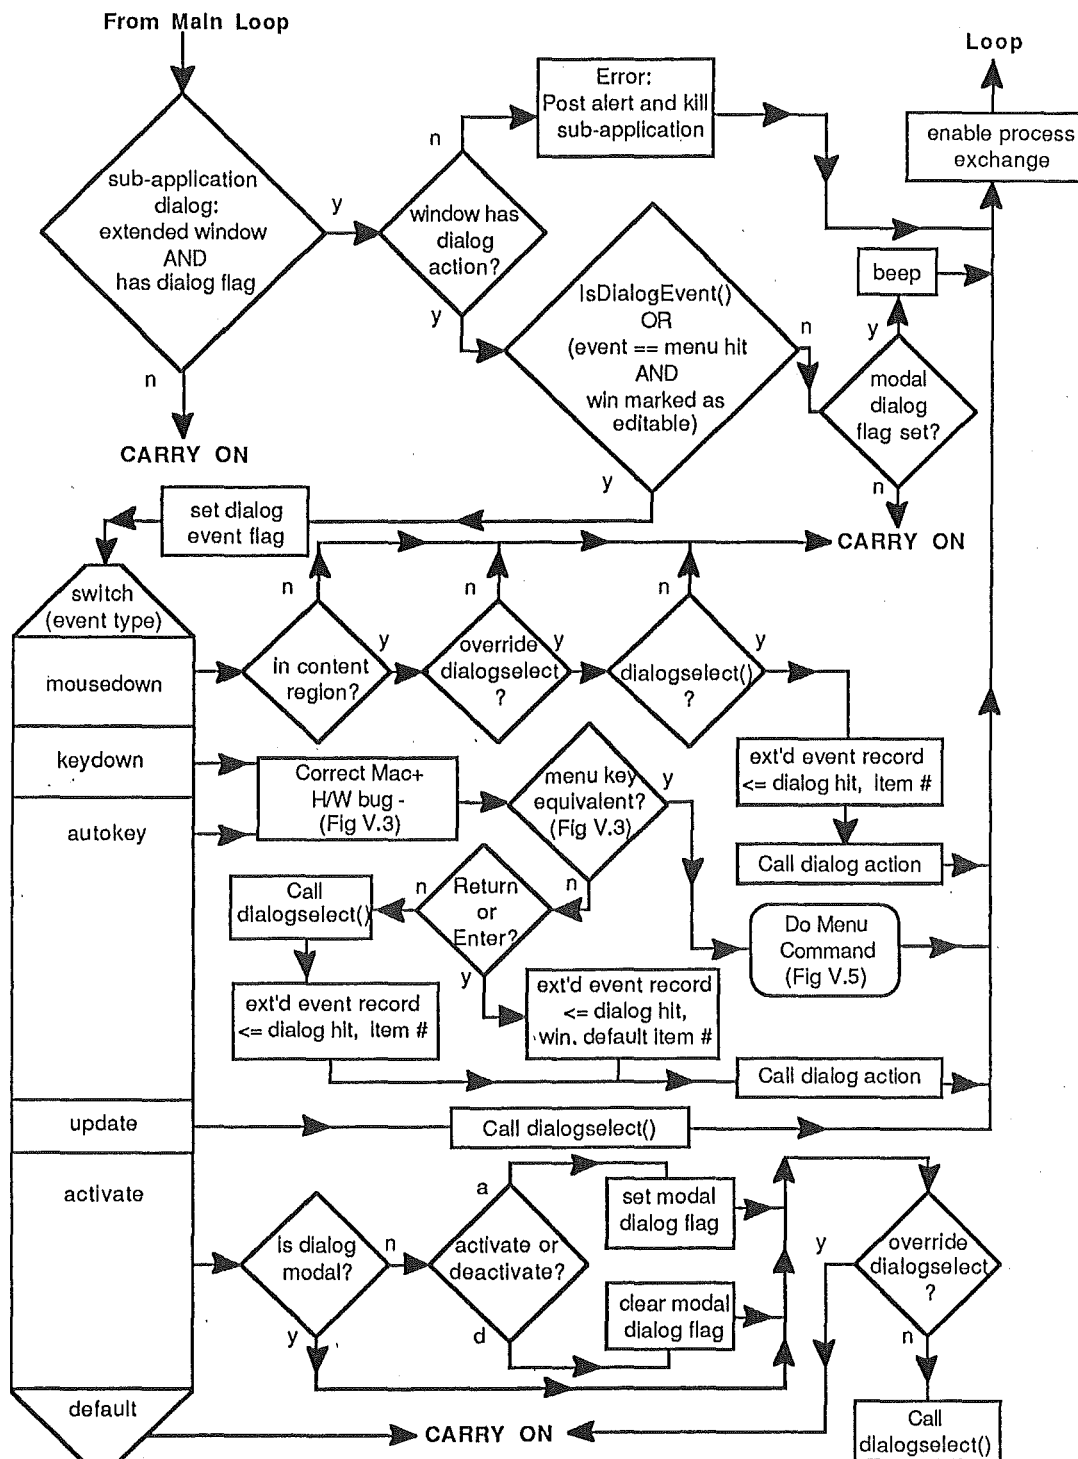 From Main Loop
Loop
Error:
Post alert and kill
sub-application
enable process
exchange
n
sub-application
dialog:
extended window
AND
has dialog flag
y
window has
dialog
action?
y
n
CARRY ON
IsDialogEvent()
OR
(event == menu hit
AND
win marked as
editable)
n
y
beep
y
modal
dialog
flag set?
n
CARRY ON
set dialog
event flag
switch
(event type)
mousedown
n
in content
region?
y
n
override
dialogselect
?
y
n
dialogselect()
?
y
ext'd event record
<= dialog hit, item #
Call dialog action
keydown
autokey
Correct Mac+
H/W bug -
(Fig V.3)
menu key
equivalent?
(Fig V.3)
y
n
Do Menu
Command
(Fig V.5)
Return
or
Enter?
n
y
Call
dialogselect()
ext'd event record
<= dialog hit, item #
ext'd event record
<= dialog hit,
win. default item #
Call dialog action
update
Call dialogselect()
activate
Is dialog
modal?
n
y
activate or
deactivate?
a
d
set modal
dialog flag
clear modal
dialog flag
override
dialogselect
?
y
n
Call
dialogselect()
default
CARRY ON